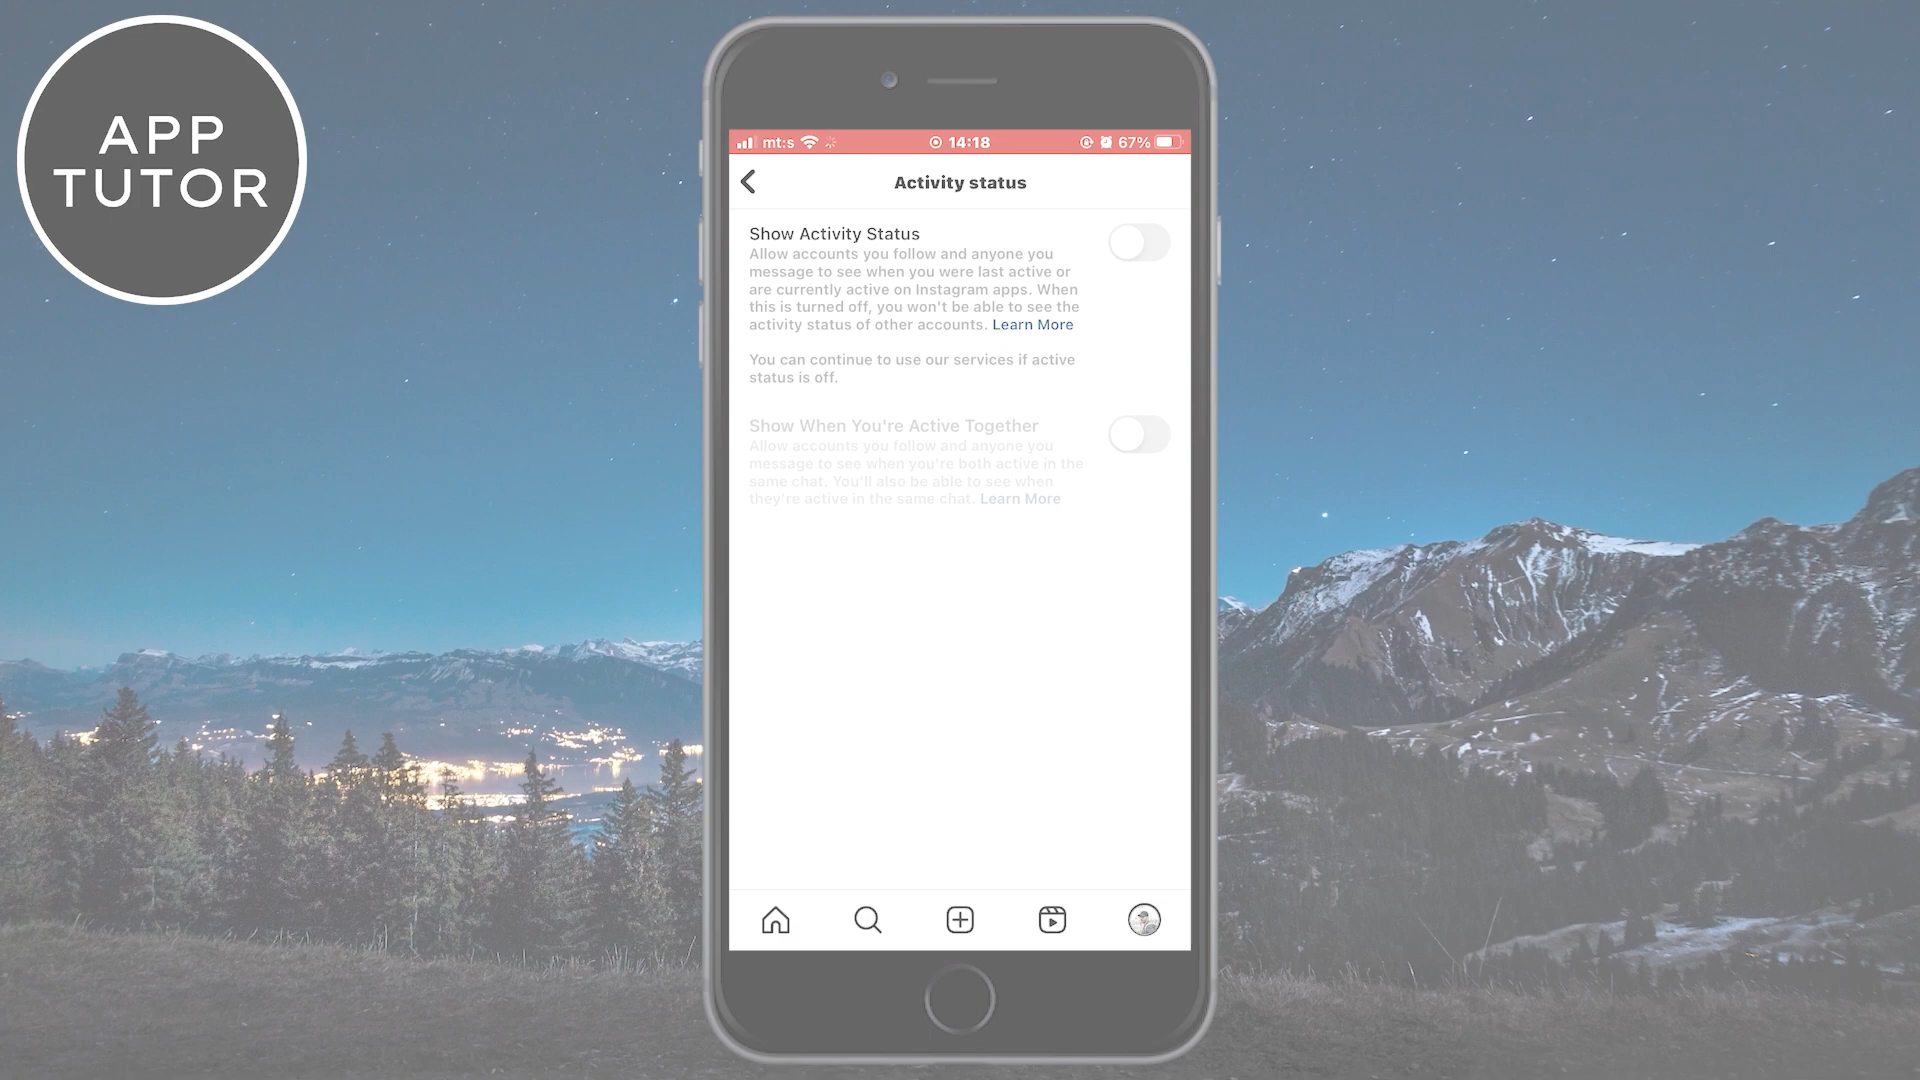 APP
TUTOR
mt:s 14:18 67%
Activity status
Show Activity Status
Allow accounts you follow and anyone you
message to see when you were last active or
are currently active on Instagram apps. When
this is turned off, you won't be able to see the
activity status of other accounts. Learn More
You can continue to use our services if active
status is off.
Show When You're Active Together
Allow accounts you follow and anyone you
message to see when you're both active in the
same chat. You'll also be able to see when
they're active in the same chat. Learn More